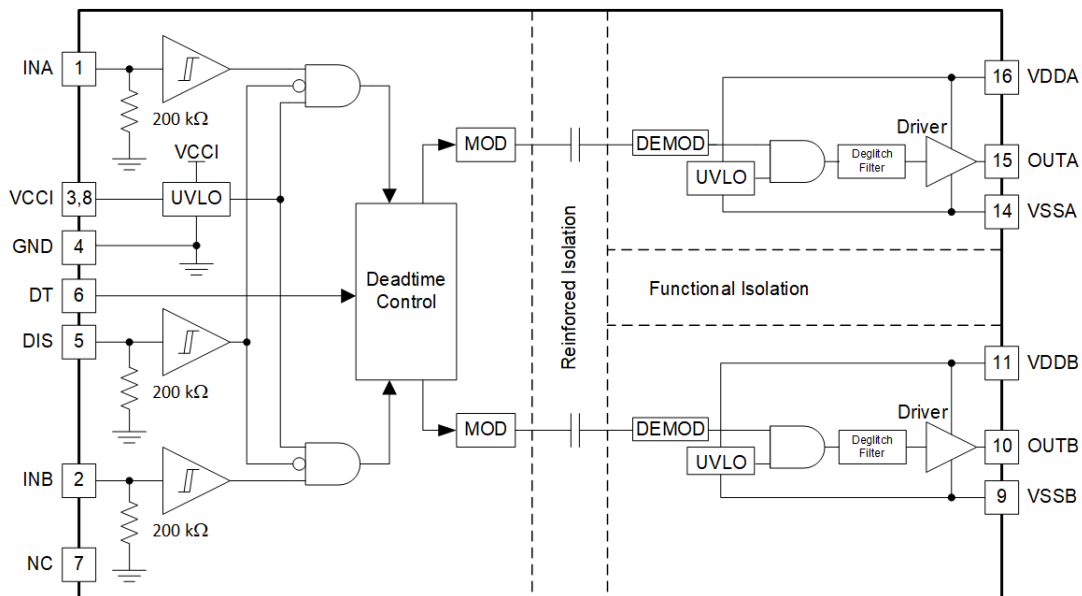 INA 1
200 kΩ
VCCI
VCCI 3,8
UVLO
GND 4
DT 6
DIS 5
200 kΩ
INB 2
200 kΩ
NC 7
Deadtime
Control
MOD
MOD
Reinforced Isolation
Functional Isolation
DEMOD
UVLO
Deglitch
Filter
Driver
16 VDDA
15 OUTA
14 VSSA
DEMOD
UVLO
Deglitch
Filter
Driver
11 VDDB
10 OUTB
9 VSSB